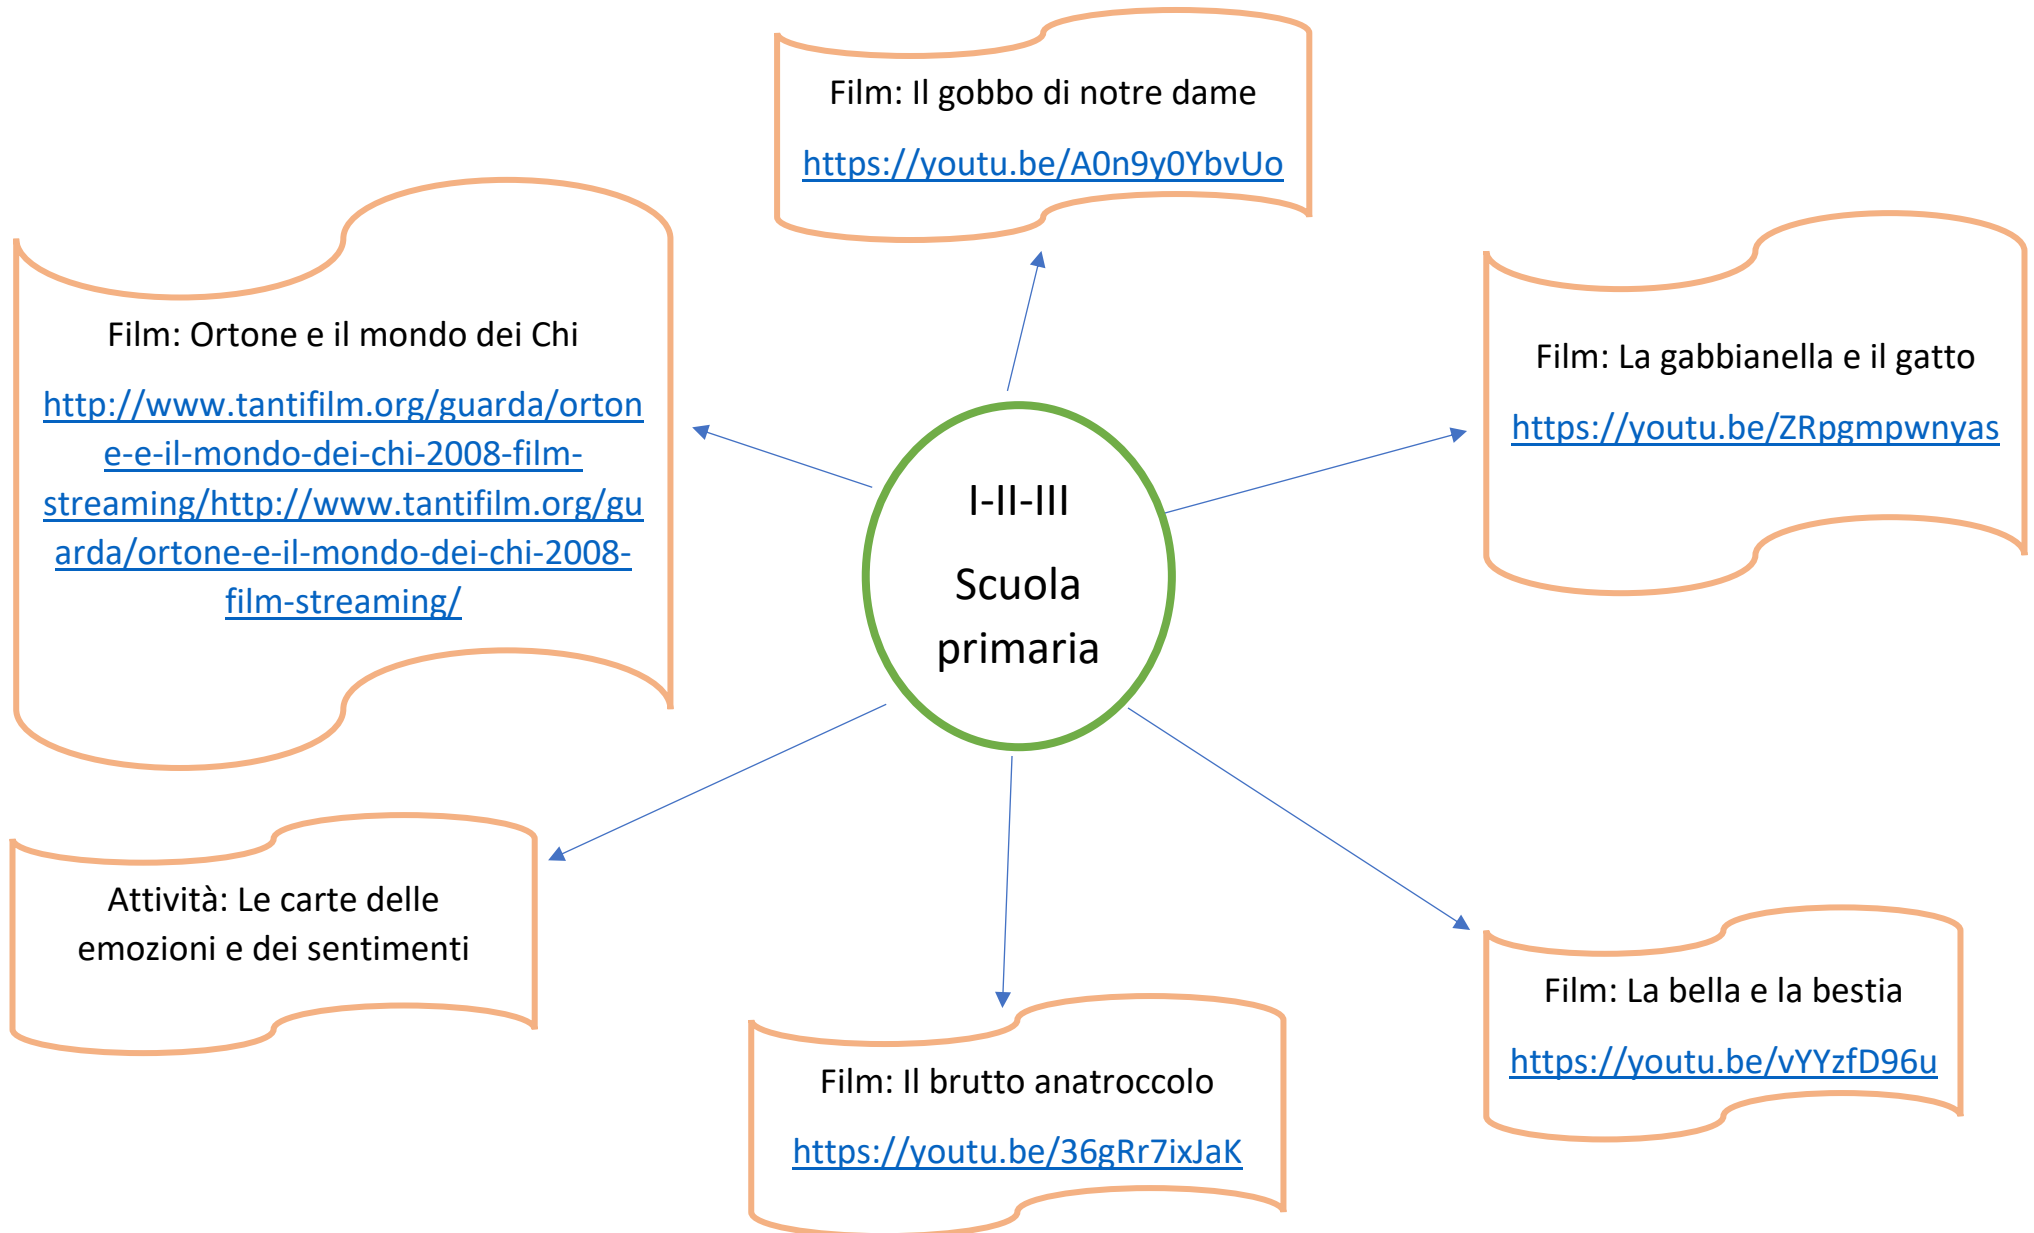 Film: Il gobbo di notre dame
https://youtu.be/A0n9y0YbvUo
Film: Ortone e il mondo dei Chi
http://www.tantifilm.org/guarda/orton
e-e-il-mondo-dei-chi-2008-film-
streaming/http://www.tantifilm.org/gu
arda/ortone-e-il-mondo-dei-chi-2008-
film-streaming/
Film: La gabbianella e il gatto
https://youtu.be/ZRpgmpwnyas
I-II-III
Scuola
primaria
Attività: Le carte delle
emozioni e dei sentimenti
Film: Il brutto anatroccolo
https://youtu.be/36gRr7ixJaK
Film: La bella e la bestia
https://youtu.be/vYYzfD96u